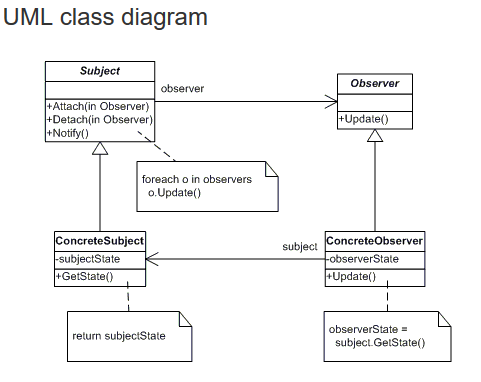 UML class diagram
Subject
observer
Observer
+Attach(in Observer)
+Detach(in Observer)
+Notify()
+Update()
foreach o in observers
o.Update()
ConcreteSubject
-subjectState
+GetState()
subject
ConcreteObserver
-observerState
+Update()
return subjectState
observerState =
subject.GetState()